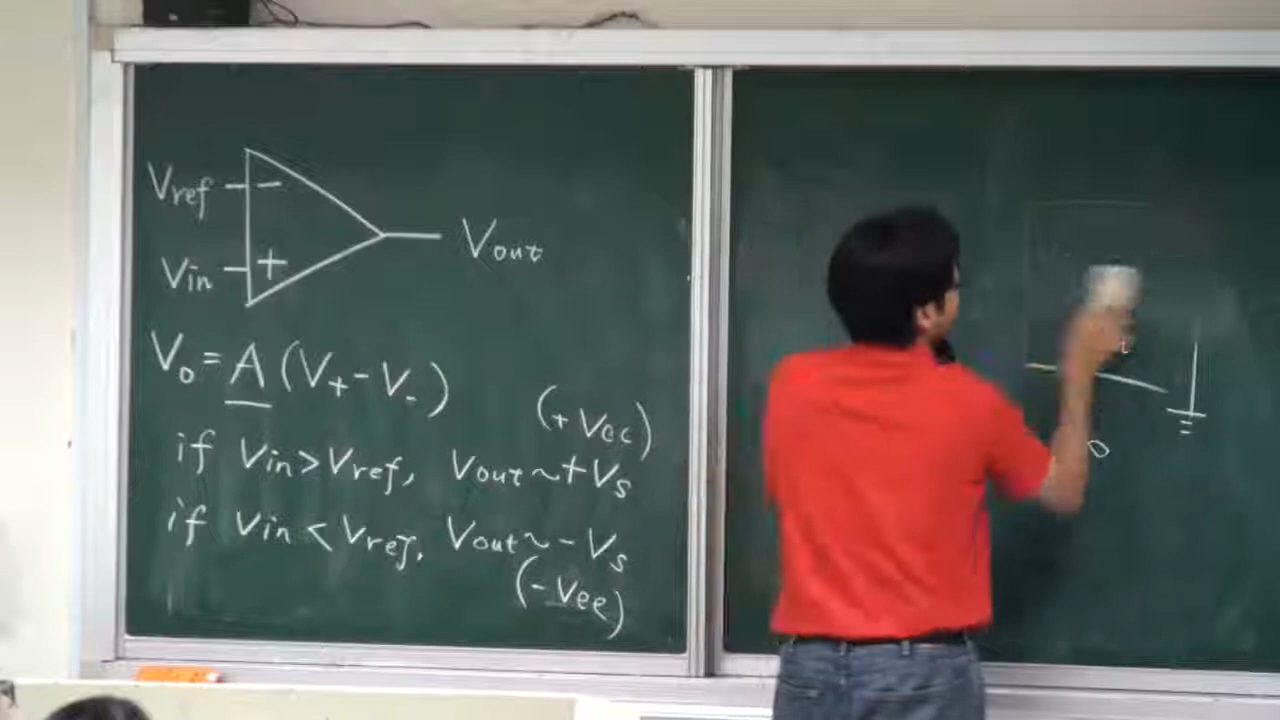 Vref −
Vin + Vout
Vo = A (V+ - V-)
(+Vcc)
if Vin > Vref, Vout ~ +Vs
if Vin < Vref, Vout ~ -Vs
(-Vee)